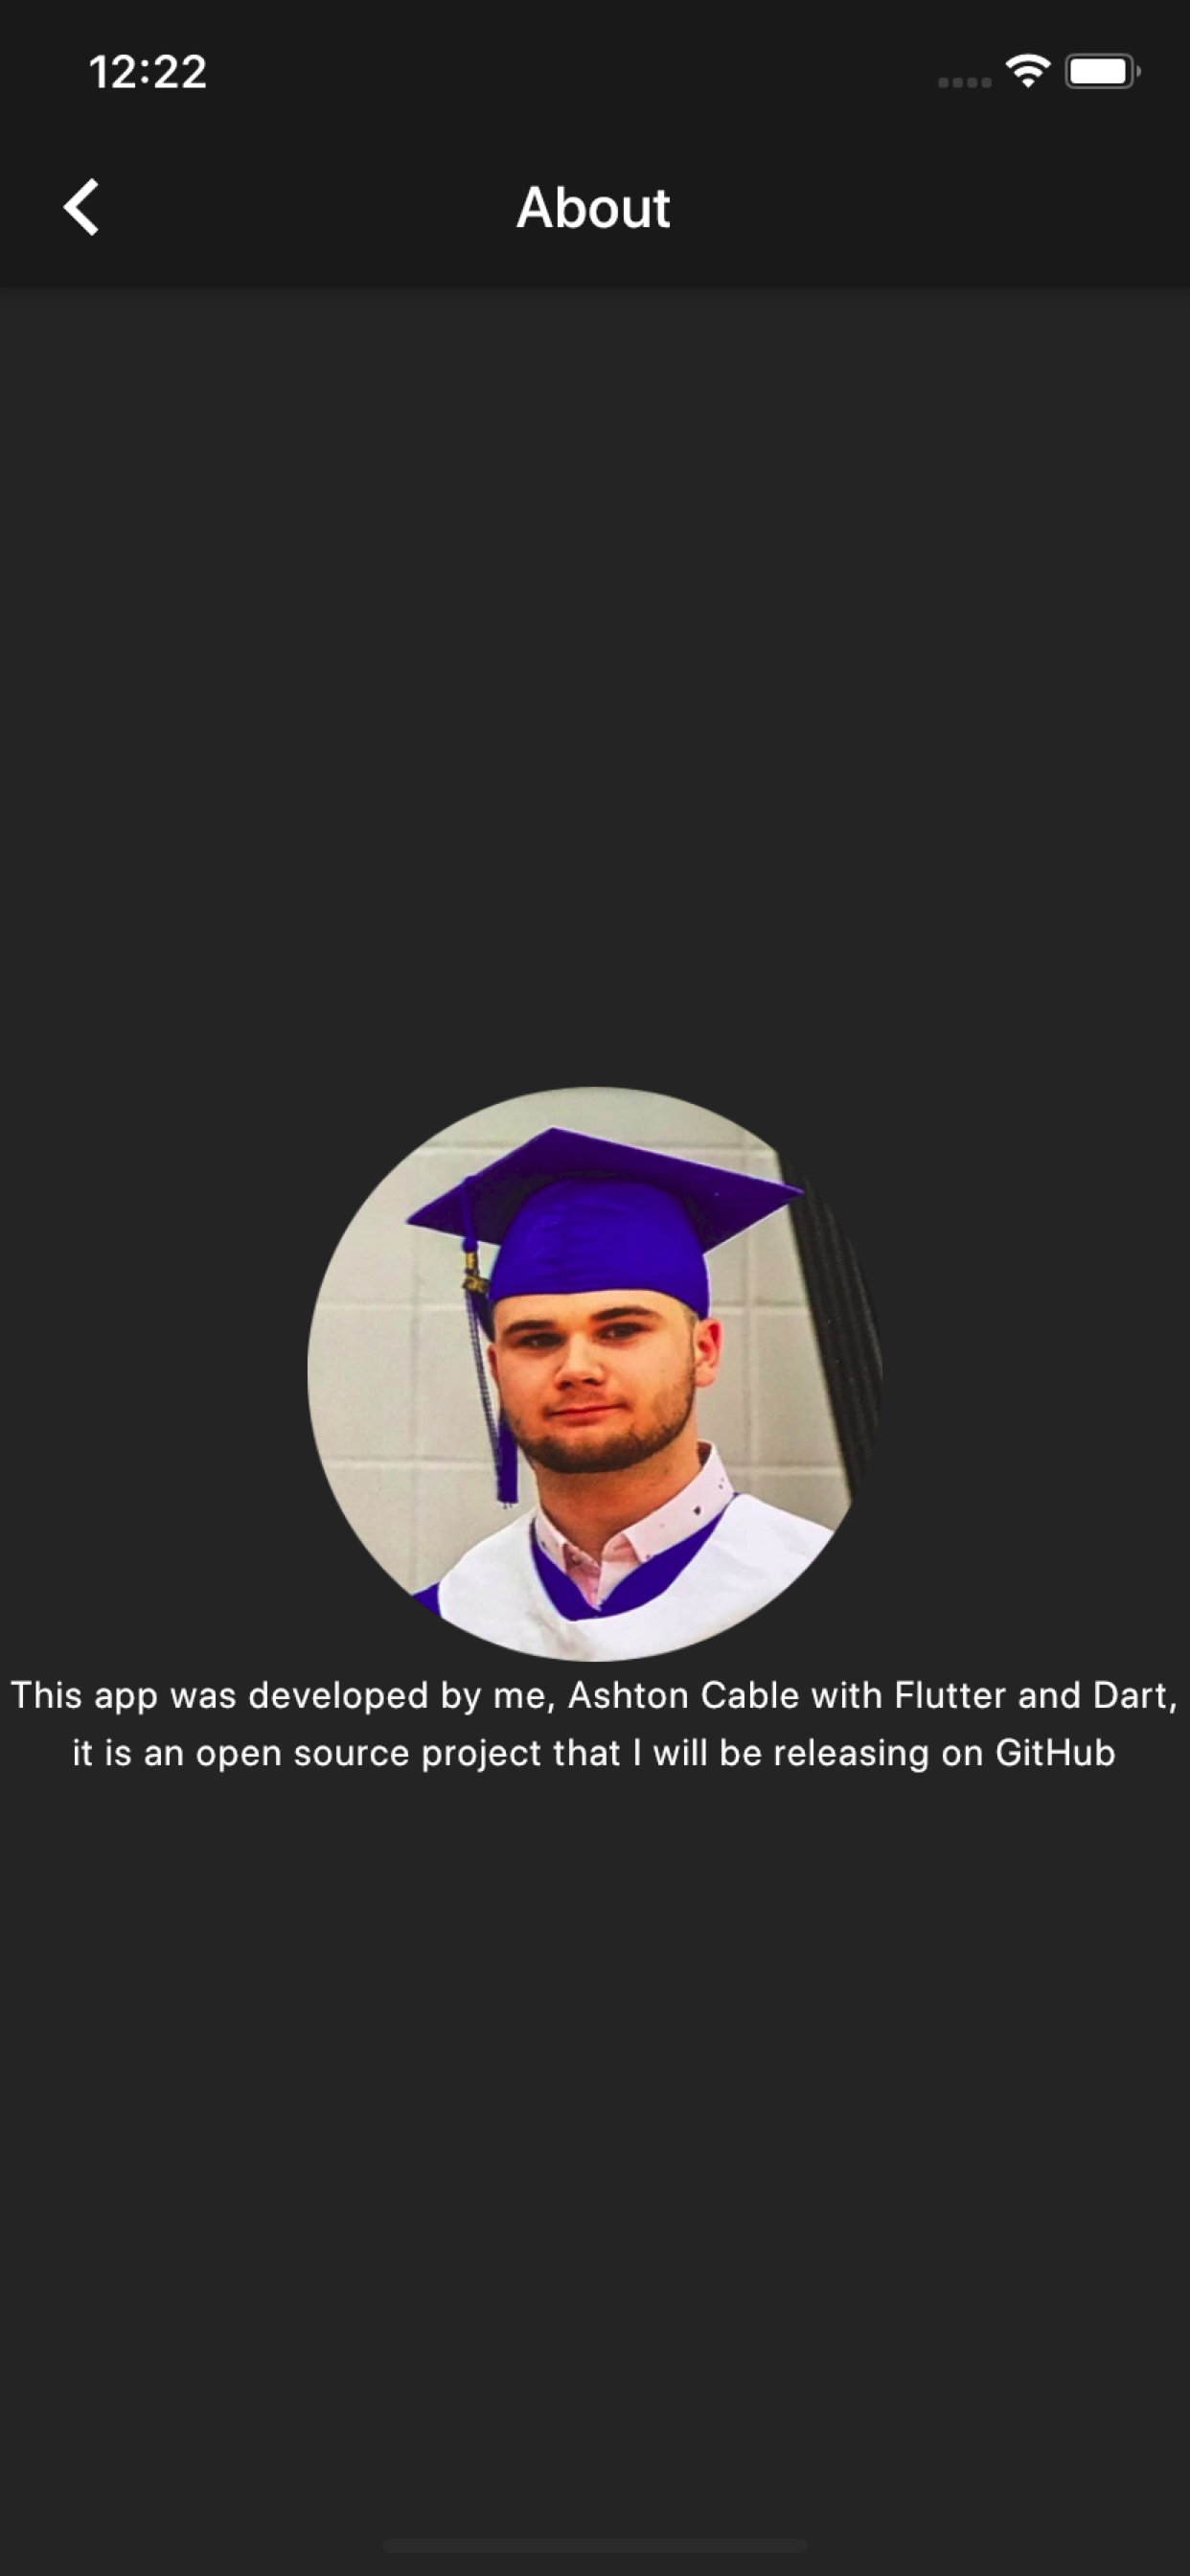 12:22
About
This app was developed by me, Ashton Cable with Flutter and Dart,
it is an open source project that I will be releasing on GitHub